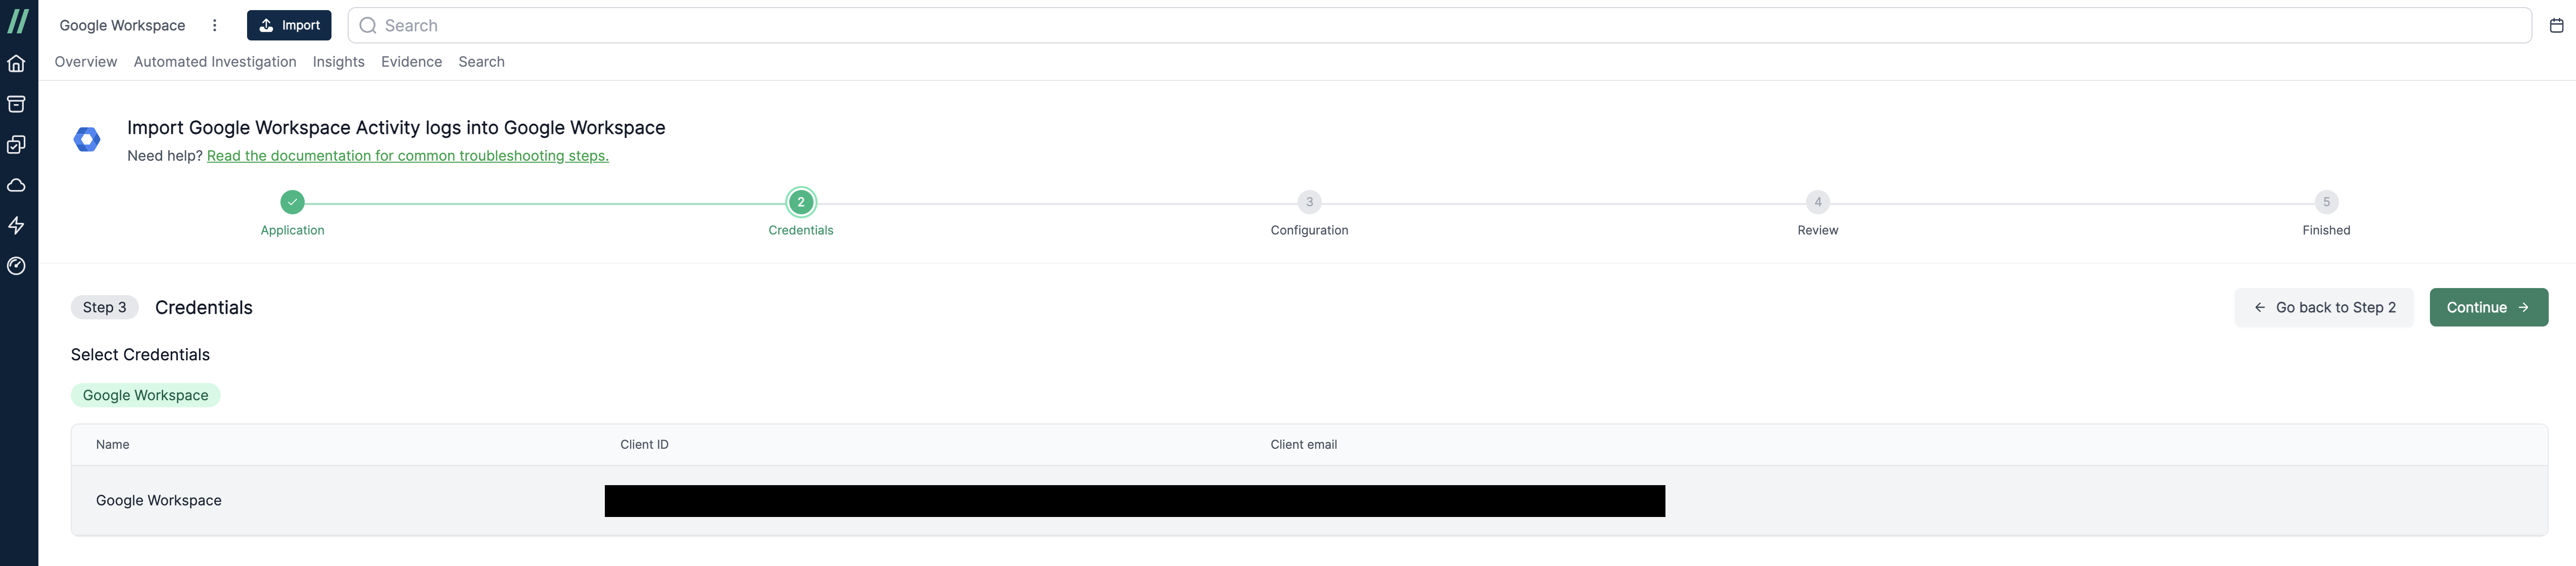 Google Workspace Import Search
Overview Automated Investigation Insights Evidence Search
Import Google Workspace Activity logs into Google Workspace
Need help? Read the documentation for common troubleshooting steps.
2 3 4 5
Application Credentials Configuration Review Finished
Step 3 Credentials Go back to Step 2 Continue
Select Credentials
Google Workspace
Name Client ID Client email
Google Workspace